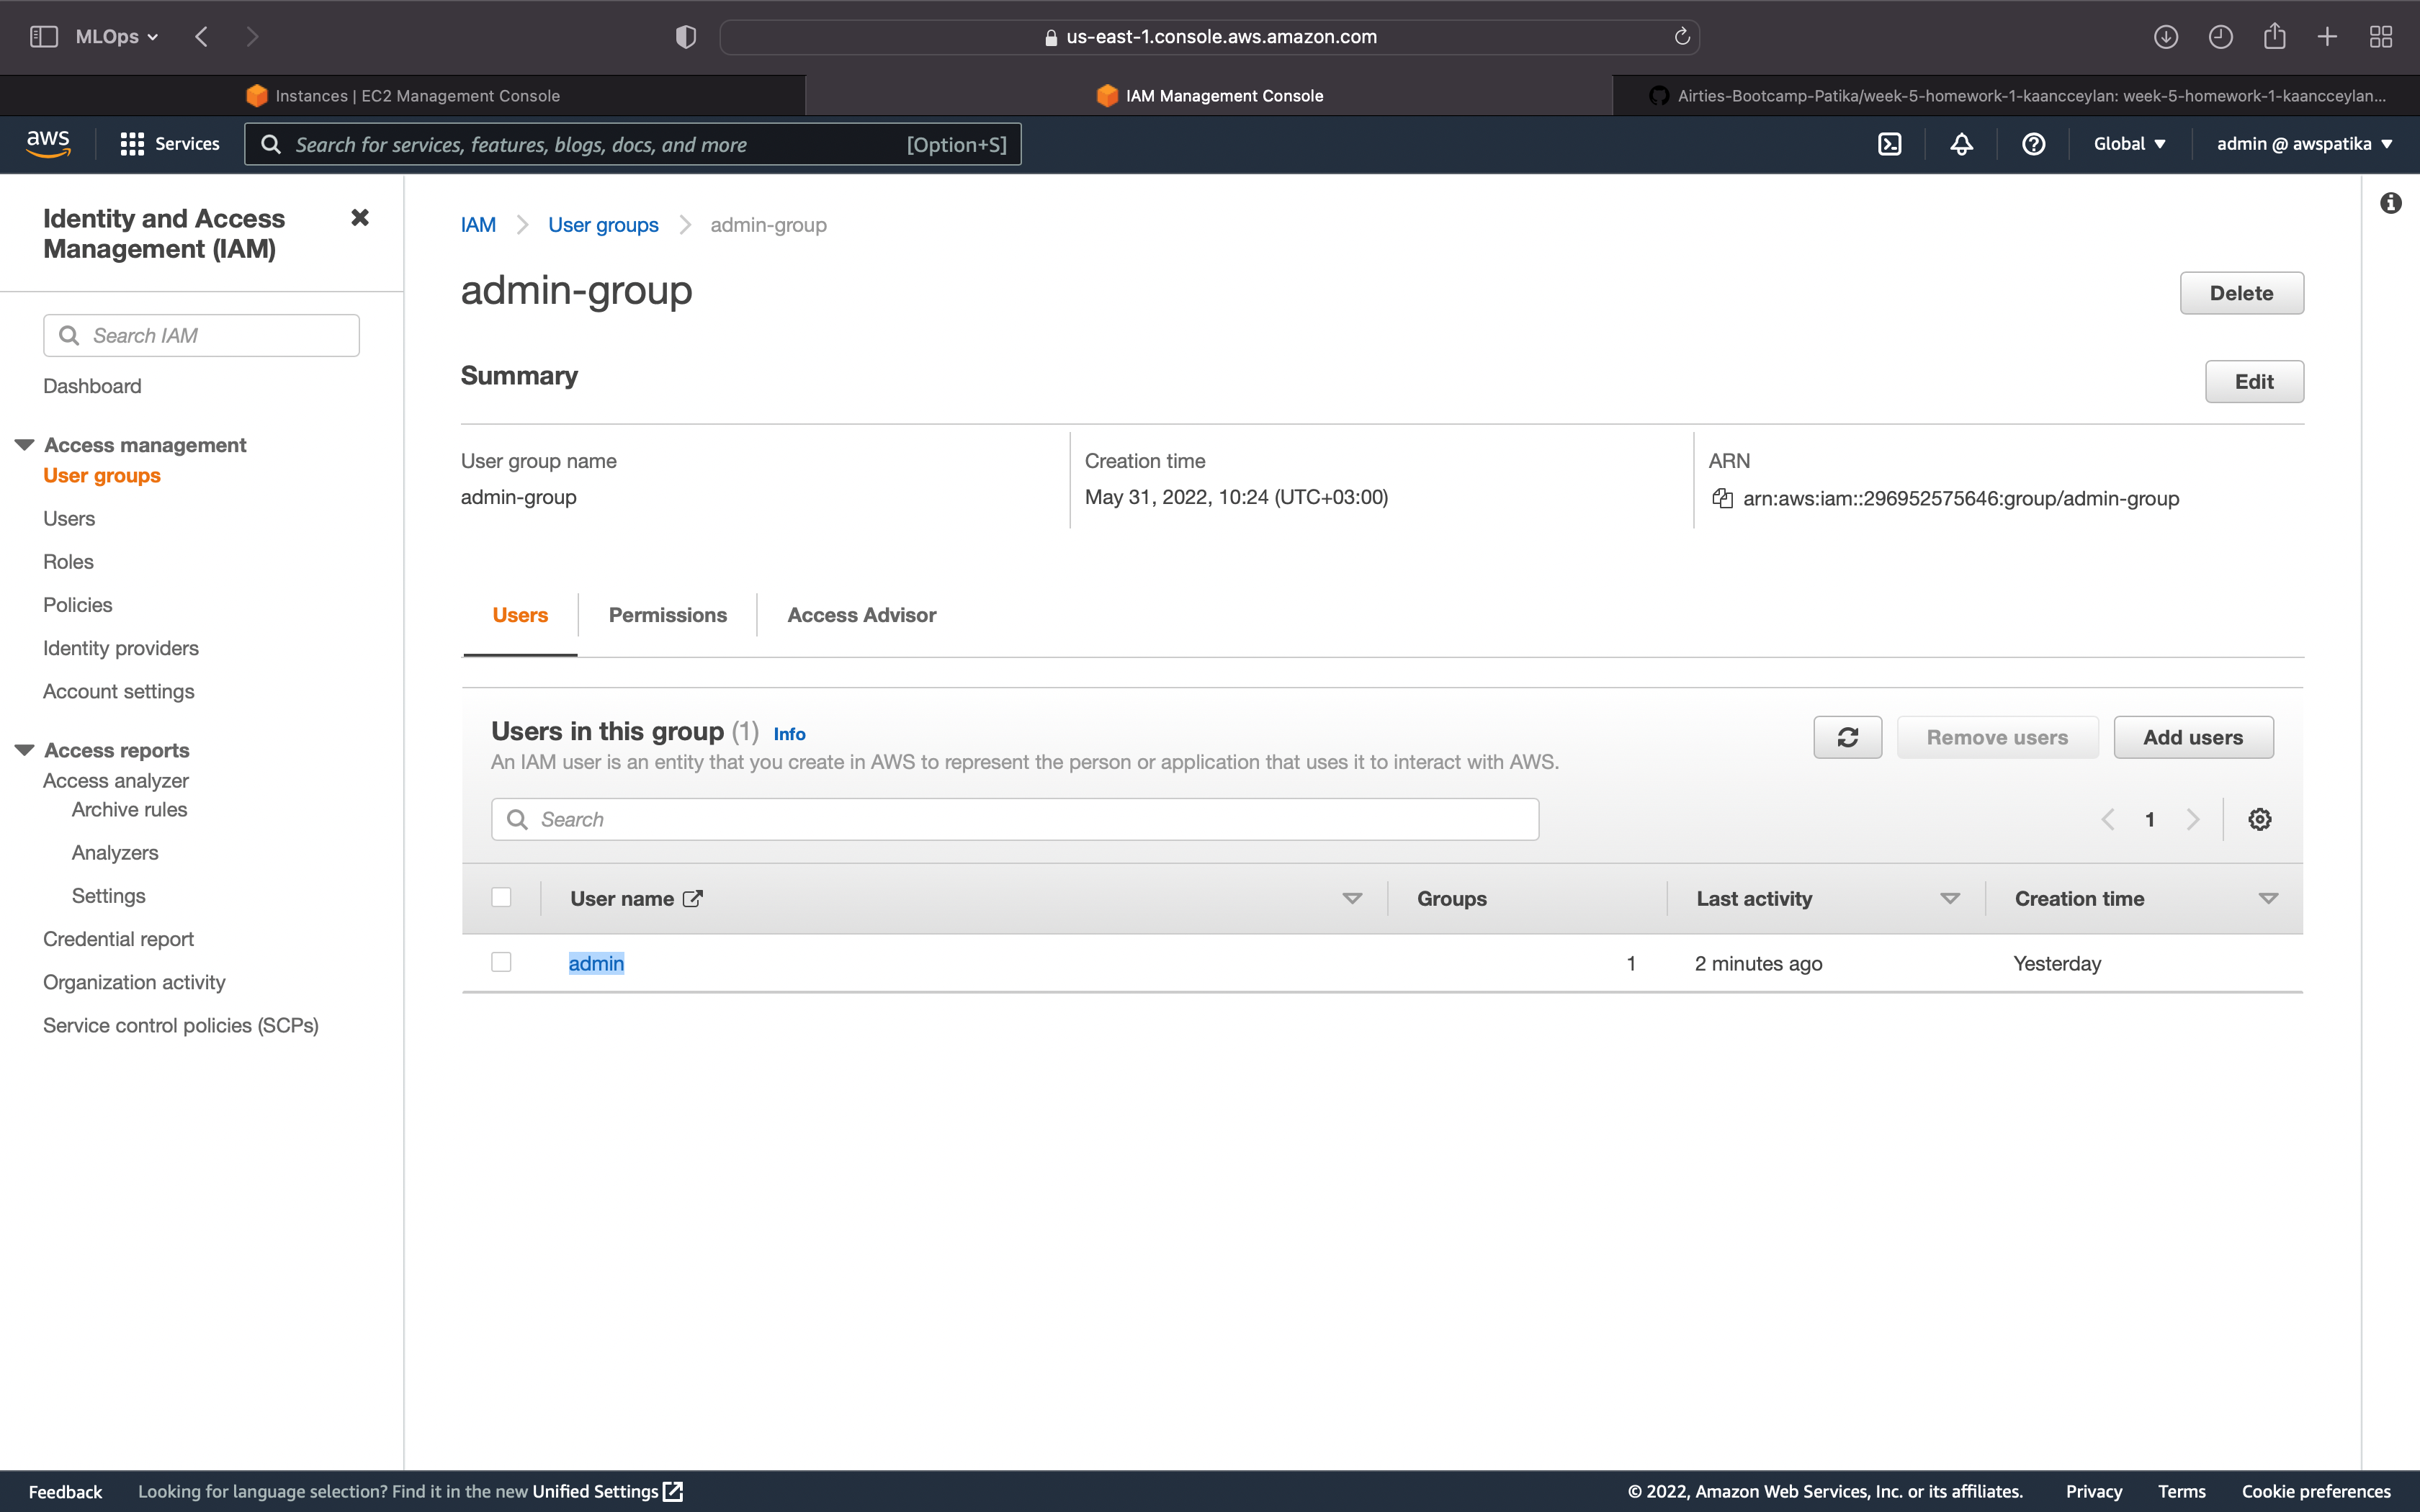 MLOps
us-east-1.console.aws.amazon.com
Instances | EC2 Management Console
IAM Management Console
Airties-Bootcamp-Patika/week-5-homework-1-kaancceylan: week-5-homework-1-kaancceylan...
aws
Services
Search for services, features, blogs, docs, and more
[Option+S]
Global
admin @ awspatika
Identity and Access
Management (IAM)
Search IAM
Dashboard
Access management
User groups
Users
Roles
Policies
Identity providers
Account settings
Access reports
Access analyzer
Archive rules
Analyzers
Settings
Credential report
Organization activity
Service control policies (SCPs)
IAM
User groups
admin-group
admin-group
Delete
Summary
Edit
User group name
admin-group
Creation time
May 31, 2022, 10:24 (UTC+03:00)
ARN
arn:aws:iam::296952575646:group/admin-group
Users
Permissions
Access Advisor
Users in this group (1) Info
An IAM user is an entity that you create in AWS to represent the person or application that uses it to interact with AWS.
Remove users
Add users
Search
1
User name
Groups
Last activity
Creation time
admin
1
2 minutes ago
Yesterday
Feedback
Looking for language selection? Find it in the new Unified Settings
© 2022, Amazon Web Services, Inc. or its affiliates.
Privacy
Terms
Cookie preferences